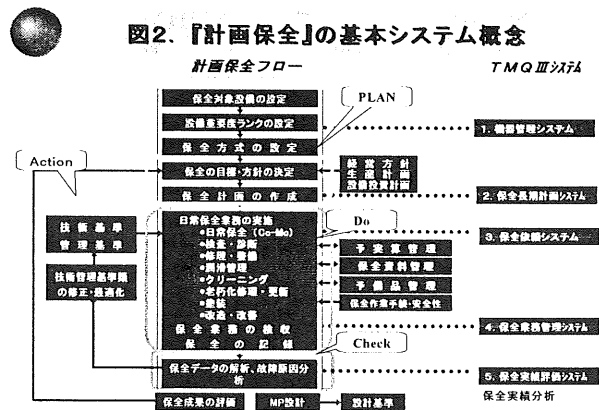 図2. 『計画保全』の基本システム概念
計画保全フロー
TMQⅢシステム
保全対象設備の設定
PLAN
設備重要度ランクの設定
1. 機器管理システム
保全方式の設定
Action
保全の目標・方針の決定
経営方針
生産計画
設備投資計画
保全計画の作成
2. 保全長期計画システム
日常保全業務の実施
Do
技術基準
管理基準
●日常保全 (Co-Mo)
●検査・診断
●修理・整備
●潤滑管理
●クリーニング
●老朽化修理・更新
●塗装
●改造・改善
3. 保全依頼システム
予実算管理
保全資料管理
予備品管理
保全作業手続・安全性
技術管理基準類
の修正・最適化
保全業務の検収
4. 保全業務管理システム
保全の記録
Check
保全データの解析、故障原因分
析
5. 保全実績評価システム
保全実績分析
保全成果の評価
MP設計
設計基準